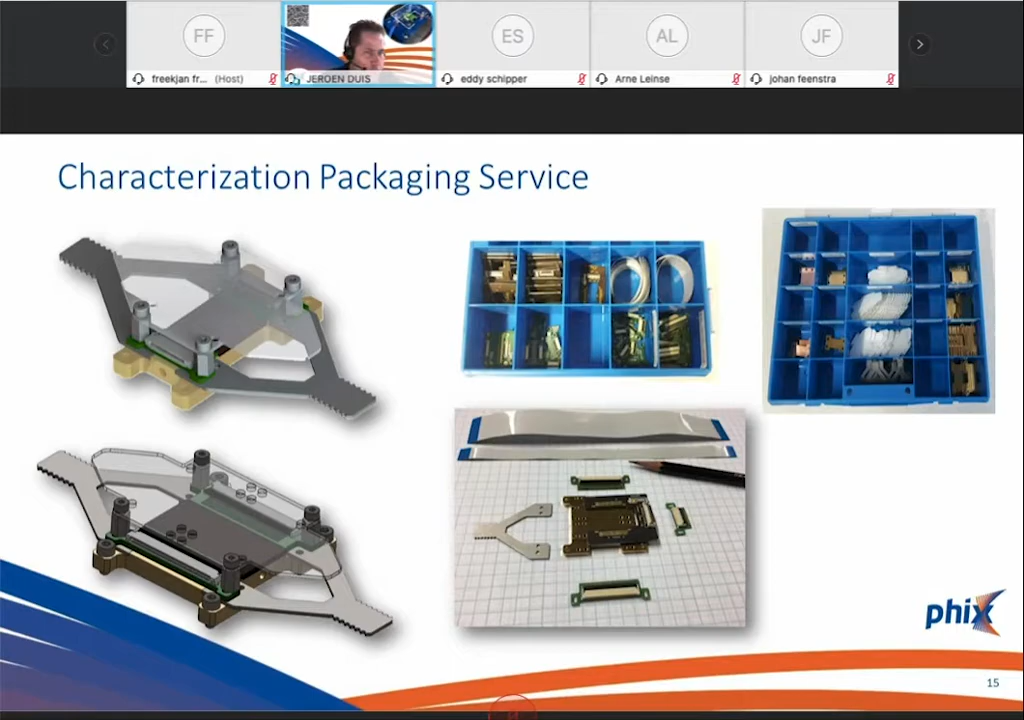 FF
ES
AL
JF
freekjan fr... (Host)
JEROEN DUIS
eddy schipper
Arne Leinse
johan feenstra
Characterization Packaging Service
phix
15